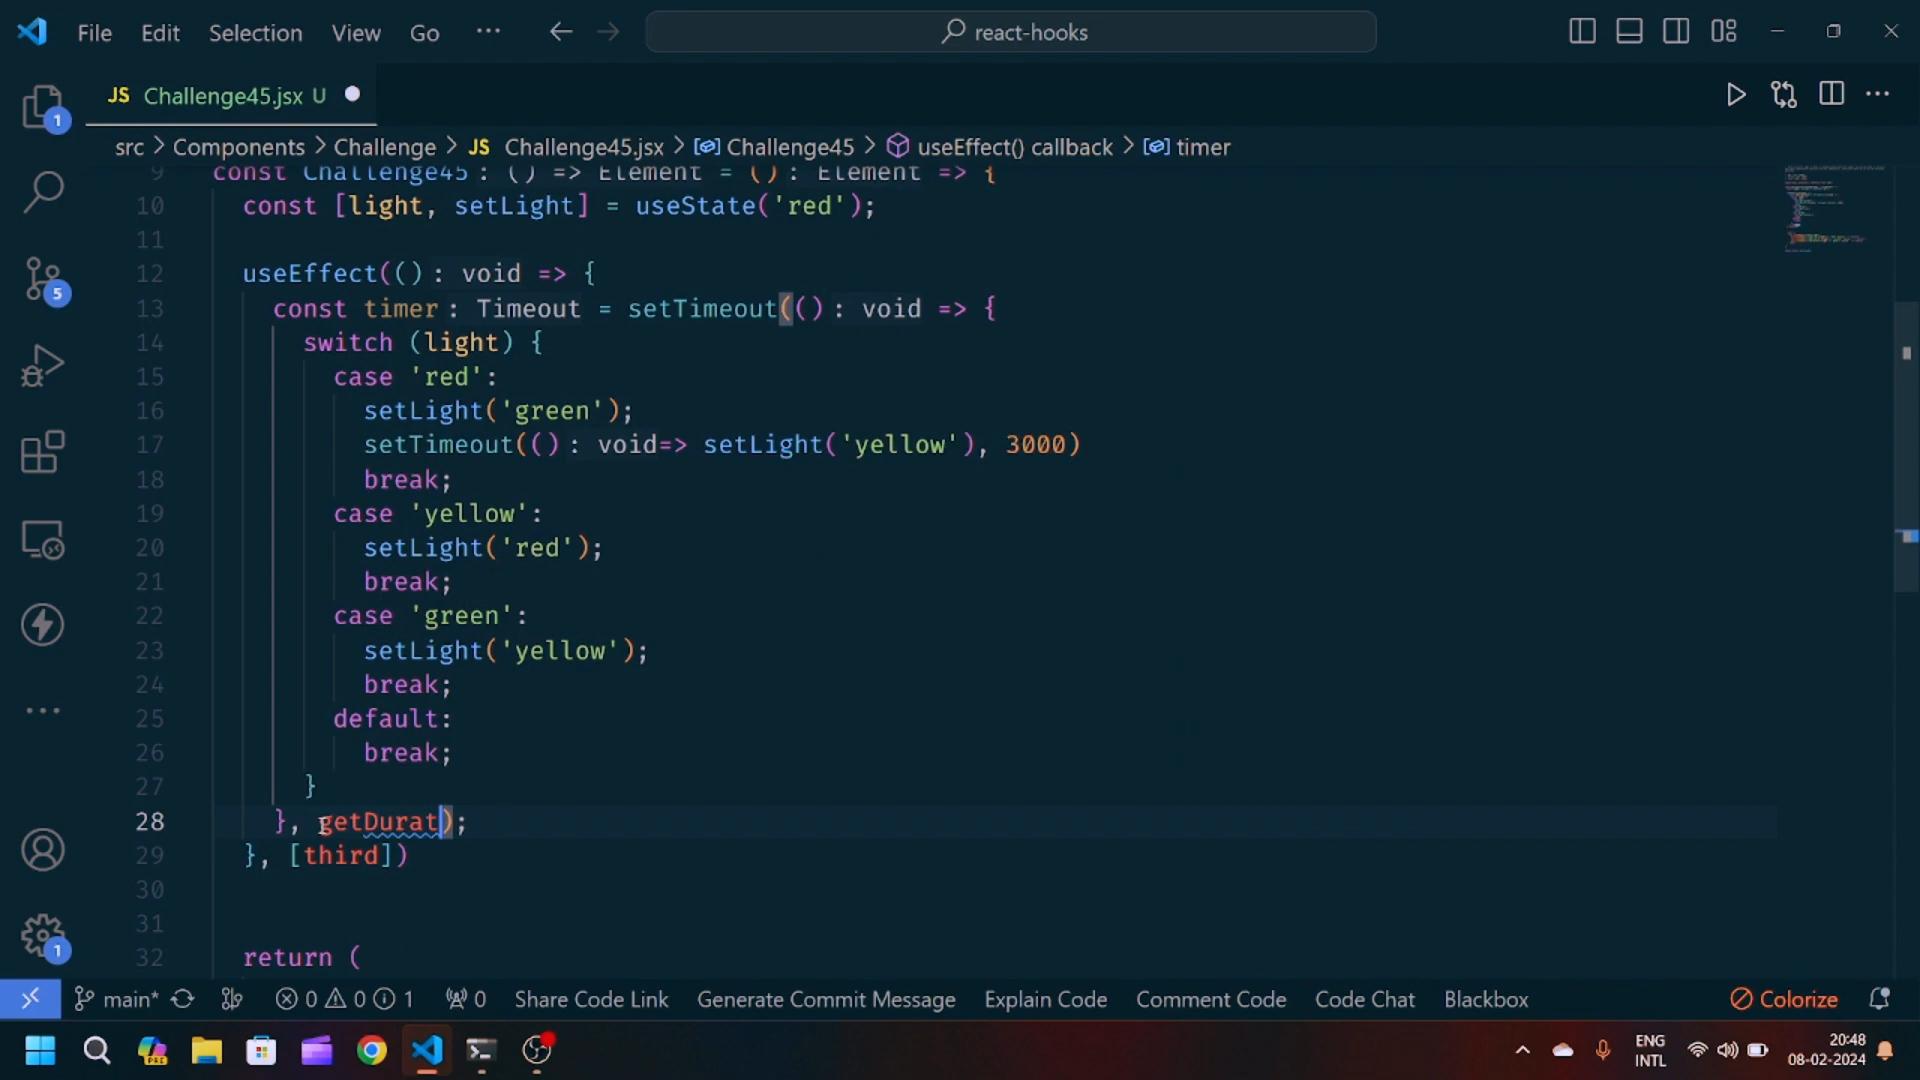 File Edit Selection View Go ··· react-hooks
JS Challenge45.jsx U
1
src > Components > Challenge > JS Challenge45.jsx > Challenge45 > useEffect() callback > timer
9 const Challenge45: () => Element = (): Element => {
10 const [light, setLight] = useState('red');
11
12 useEffect((): void => {
5
13 const timer: Timeout = setTimeout((): void => {
14 switch (light) {
15 case 'red':
16 setLight('green');
17 setTimeout((): void=> setLight('yellow'), 3000)
18 break;
19 case 'yellow':
20 setLight('red');
21 break;
22 case 'green':
23 setLight('yellow');
24 break;
25 default:
26 break;
27 }
28 }, getDurat);
29 }, [third])
30
31
1
32 return (
main* 0 0 1 0 Share Code Link Generate Commit Message Explain Code Comment Code Code Chat Blackbox Colorize
PRE
ENG
INTL
20:48
08-02-2024